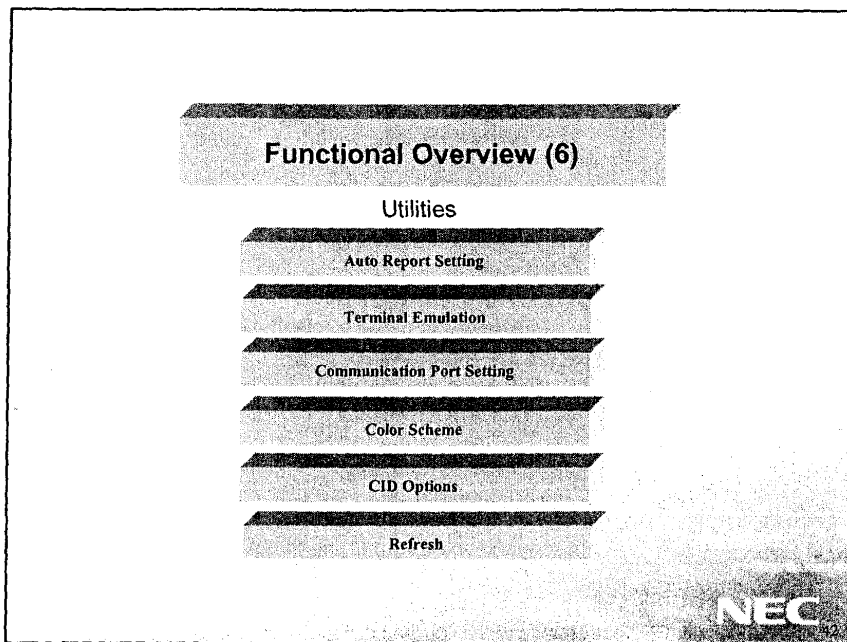 Functional Overview (6)
Utilities
Auto Report Setting
Terminal Emulation
Communication Port Setting
Color Scheme
CID Options
Refresh
NEC